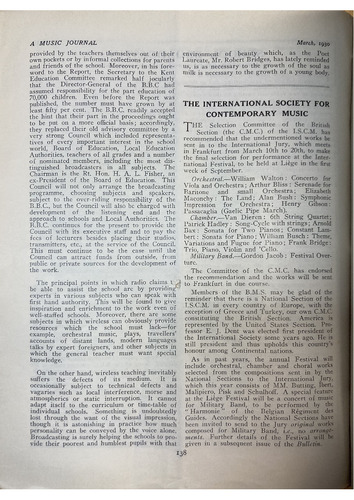 A MUSIC JOURNAL
March, 1930
provided by the teachers themselves out of their
own pockets or by informal collections for parents
and friends of the school. Moreover, in his fore-
word to the Report, the Secretary to the Kent
Education Committee remarked half jocularly
that the Director-General of the B.B.C had
assumed responsibility for the part education of
70,000 children. Even before the Report was
published, the number must have grown by at
least fifty per cent. The B.B.C. readily accepted
the hint that their part in the proceedings ought
to be put on a more official basis; accordingly,
they replaced their old advisory committee by a
very strong Council which included representa-
tives of every important interest in the school
world, Board of Education, Local Education
Authorities, teachers of all grades and a number
of nominated members, including the most dis-
tinguished broadcasters in all subjects. The
Chairman is the Rt. Hon. H. A. L. Fisher, an
ex-President of the Board of Education. This
Council will not only arrange the broadcasting
programme, choosing subjects and speakers,
subject to the over-riding responsibility of the
B.B.C., but the Council will also be charged with
development of the listening end and the
approach to schools and Local Authorities. The
B.B.C. continues for the present to provide the
Council with its executive staff and to pay the
fees of lecturers besides placing their studios,
transmitters, etc., at the service of the Council.
This must continue to be the case until the
Council can attract funds from outside, from
public or private sources for the development of
the work.
The principal points in which radio claims to
be able to assist the school are by providing
experts in various subjects who can speak with
first hand authority. This will be found to give
inspiration and enrichment to the work even of
well-staffed schools. Moreover, there are some
subjects in which wireless can obviously provide
resources which the school must lack—for
example, orchestral music, plays, travellers'
accounts of distant lands, modern languages
talks by expert foreigners, and other subjects in
which the general teacher must want special
knowledge.
On the other hand, wireless teaching inevitably
suffers the defects of its medium. It is
occasionally subject to technical defects and
vagaries such as local interference, morse and
atmospherics or static interruption. It cannot
adapt itself to the curriculum or time-table of
individual schools. Something is undoubtedly
lost through the want of the visual impression,
though it is astonishing in practice how much
personality can be conveyed by the voice alone.
Broadcasting is surely helping the schools to pro-
vide their poorest and humblest pupils with that
environment of beauty which, as the Poet
Laureate, Mr. Robert Bridges, has lately reminded
us, is as necessary to the growth of the soul as
milk is necessary to the growth of a young body.
THE INTERNATIONAL SOCIETY FOR
CONTEMPORARY MUSIC
THE Selection Committee of the British
Section (the C.M.C.) of the I.S.C.M. has
recommended that the undermentioned works be
sent in to the International Jury, which meets
in Frankfort from March 10th to 20th, to make
the final selection for performance at the Inter-
national Festival, to be held at Liège in the first
week of September.
Orchestral.—William Walton: Concerto for
Viola and Orchestra; Arthur Bliss: Serenade for
Baritone and small Orchestra; Elizabeth
Maconchy: The Land; Alan Bush: Symphonic
Impression for Orchestra; Henry Gibson:
Passacaglia (Gaelic Pipe March).
Chamber.—Van Dieren: 6th String Quartet;
Patrick Hadley: Song-Cycle with strings; Arnold
Bax: Sonata for Two Pianos; Constant Lam-
bert: Sonata for Piano; William Busch: Theme,
Variations and Fugue for Piano; Frank Bridge:
Trio, Piano, Violin and 'Cello.
Military Band.—Gordon Jacob: Festival Over-
ture.
The Committee of the C.M.C. has endorsed
the recommendation and the works will be sent
to Frankfort in due course.
Members of the B.M.S. may be glad of the
reminder that there is a National Section of the
I.S.C.M. in every country of Europe, with the
exception of Greece and Turkey, our own C.M.C.
constituting the British Section. America is
represented by the United States Section. Pro-
fessor E. J. Dent was elected first president of
the International Society some years ago. He is
still president and thus upholds this country's
honour among Continental nations.
As in past years, the annual Festival will
include orchestral, chamber and choral works
selected from the compositions sent in by the
National Sections to the International Jury,
which this year consists of MM. Butting, Ibert,
Malipiero, Sanders and Schulhoff. A special feature
at the Liège Festival will be a concert of music
for Military Band, to be performed by the
"Harmonie" of the Belgian Régiment des
Guides. Accordingly the National Sections have
been invited to send to the Jury original works
composed for Military Band, i.e., no arrange-
ments. Further details of the Festival will be
given in a subsequent issue of the Bulletin.
138